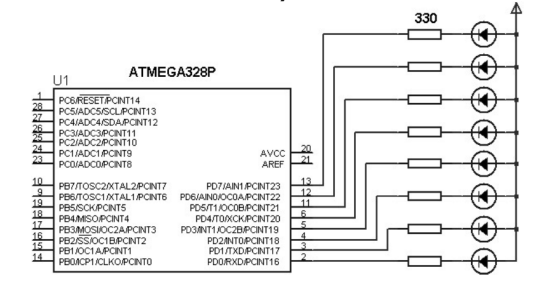 330
U1
ATMEGA328P
1 PC6/RESET/PCINT14
28 PC5/ADC5/SCL/PCINT13
27 PC4/ADC4/SDA/PCINT12
26 PC3/ADC3/PCINT11
25 PC2/ADC2/PCINT10
24 PC1/ADC1/PCINT9 AVCC 20
23 PC0/ADC0/PCINT8 AREF 21
10 PB7/TOSC2/XTAL2/PCINT7 PD7/AIN1/PCINT23 13
9 PB6/TOSC1/XTAL1/PCINT6 PD6/AIN0/OC0A/PCINT22 12
19 PB5/SCK/PCINT5 PD5/T1/OC0B/PCINT21 11
18 PB4/MISO/PCINT4 PD4/T0/XCK/PCINT20 6
17 PB3/MOSI/OC2A/PCINT3 PD3/INT1/OC2B/PCINT19 5
16 PB2/SS/OC1B/PCINT2 PD2/INT0/PCINT18 4
15 PB1/OC1A/PCINT1 PD1/TXD/PCINT17 3
14 PB0/ICP1/CLKO/PCINT0 PD0/RXD/PCINT16 2